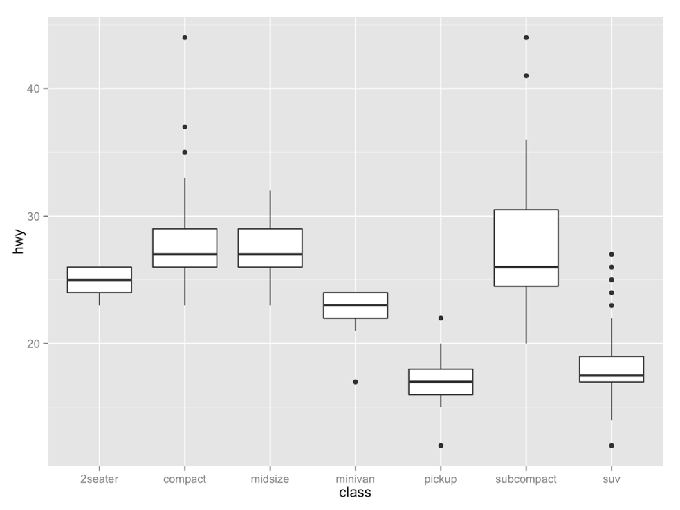 40
30
20
hwy
2seater compact midsize minivan pickup subcompact suv
class